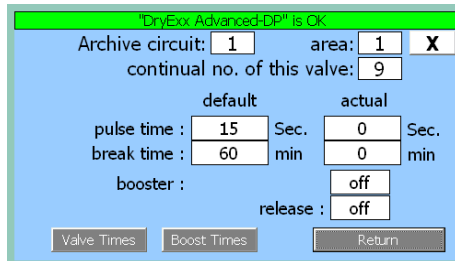 "DryExx Advanced-DP" is OK
Archive circuit: 1 area: 1 X
continual no. of this valve: 9
default actual
pulse time : 15 Sec. 0 Sec.
break time : 60 min 0 min
booster : off
release : off
Valve Times Boost Times Return